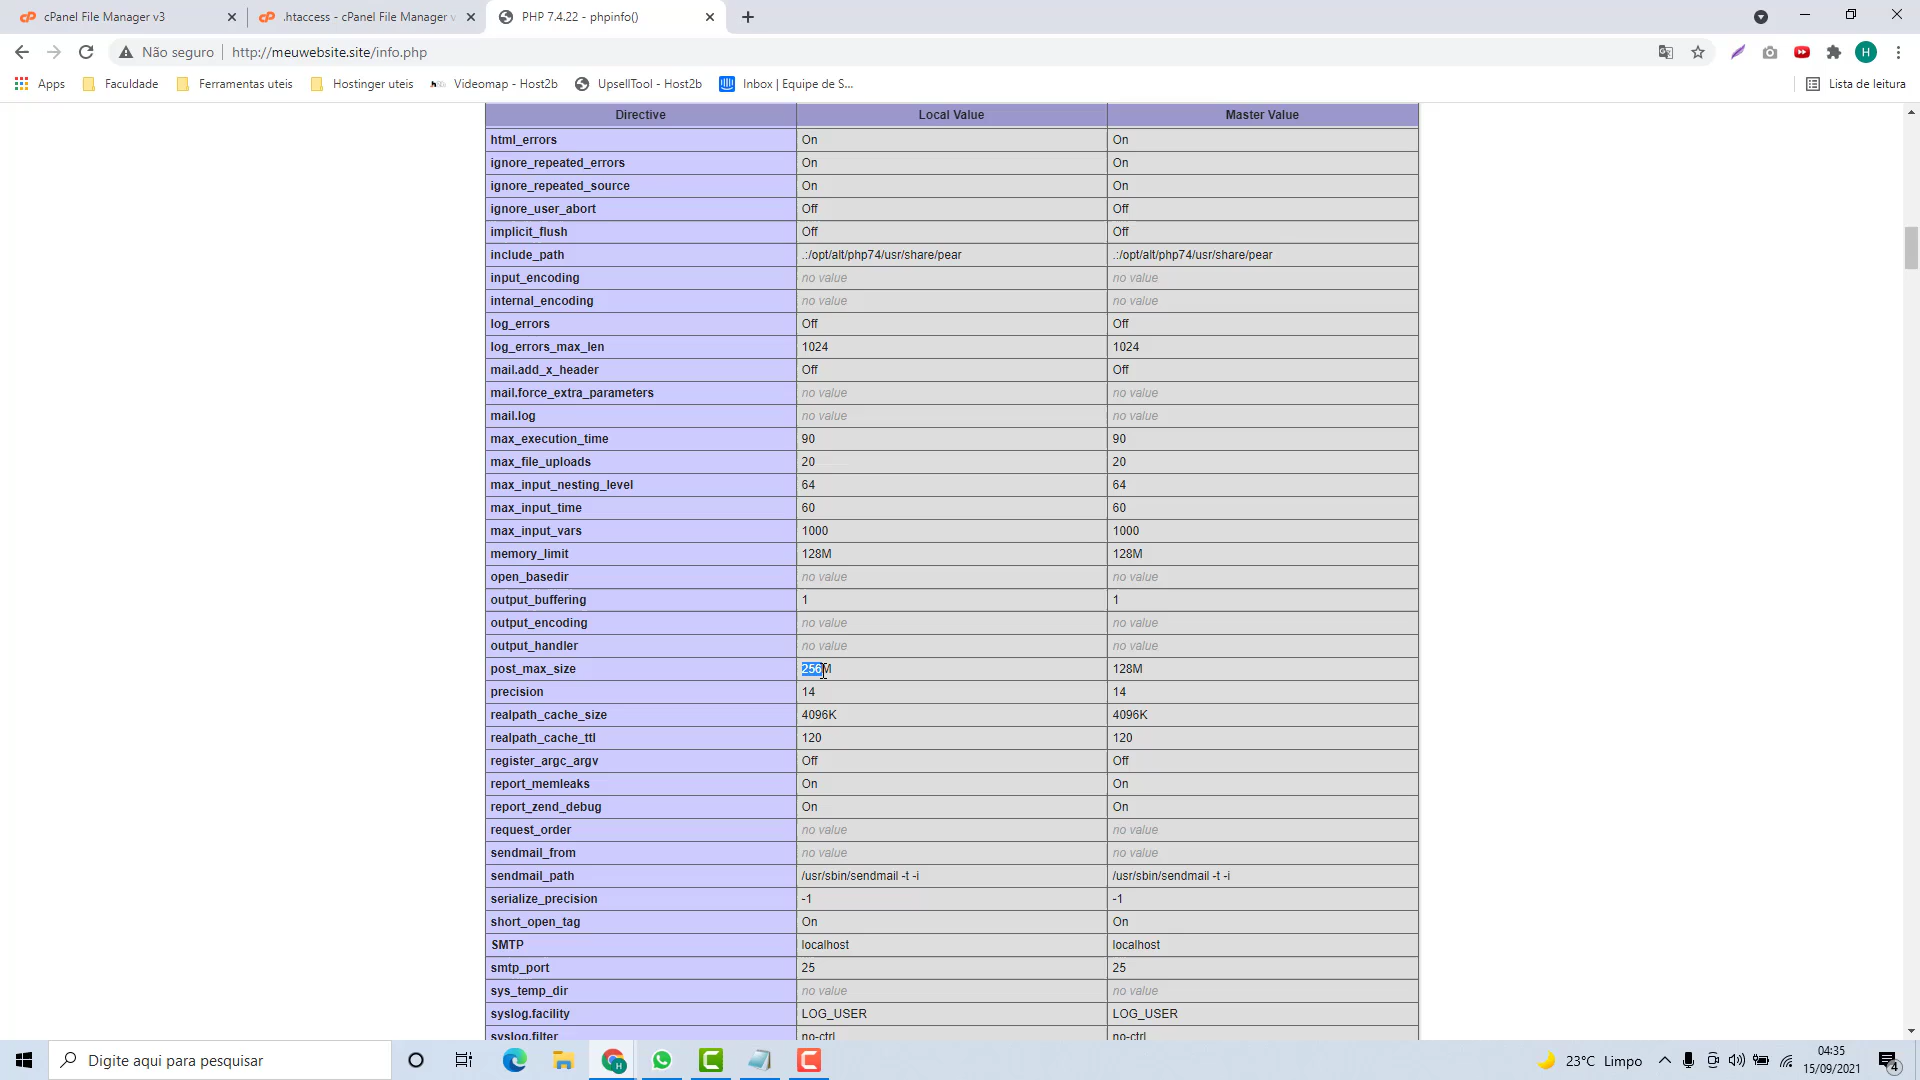 cPanel File Manager v3
.htaccess - cPanel File Manager v
PHP 7.4.22 - phpinfo()
Não seguro
http://meuwebsite.site/info.php
H
Apps
Faculdade
Ferramentas uteis
Hostinger uteis
Videomap - Host2b
UpsellTool - Host2b
Inbox | Equipe de S...
Lista de leitura
Directive Local Value Master Value
html_errors On On
ignore_repeated_errors On On
ignore_repeated_source On On
ignore_user_abort Off Off
implicit_flush Off Off
include_path .:/opt/alt/php74/usr/share/pear .:/opt/alt/php74/usr/share/pear
input_encoding no value no value
internal_encoding no value no value
log_errors Off Off
log_errors_max_len 1024 1024
mail.add_x_header Off Off
mail.force_extra_parameters no value no value
mail.log no value no value
max_execution_time 90 90
max_file_uploads 20 20
max_input_nesting_level 64 64
max_input_time 60 60
max_input_vars 1000 1000
memory_limit 128M 128M
open_basedir no value no value
output_buffering 1 1
output_encoding no value no value
output_handler no value no value
post_max_size 256M 128M
precision 14 14
realpath_cache_size 4096K 4096K
realpath_cache_ttl 120 120
register_argc_argv Off Off
report_memleaks On On
report_zend_debug On On
request_order no value no value
sendmail_from no value no value
sendmail_path /usr/sbin/sendmail -t -i /usr/sbin/sendmail -t -i
serialize_precision -1 -1
short_open_tag On On
SMTP localhost localhost
smtp_port 25 25
sys_temp_dir no value no value
syslog.facility LOG_USER LOG_USER
syslog.filter no-ctrl no-ctrl
Digite aqui para pesquisar
23°C Limpo
04:35
15/09/2021
4